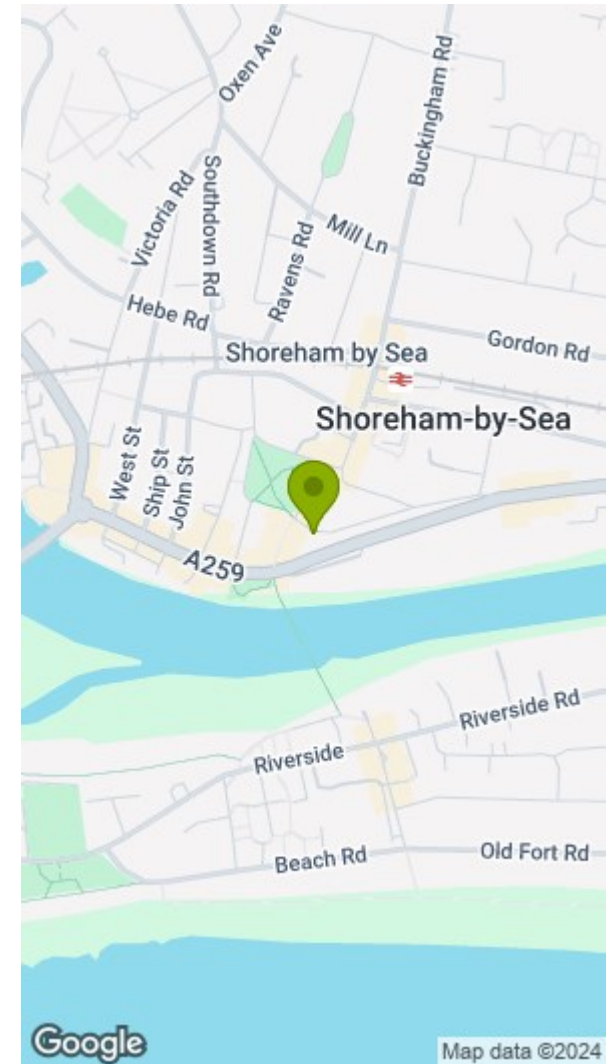 Oxen Ave
Buckingham Rd
Victoria Rd
Southdown Rd
Ravens Rd
Mill Ln
Hebe Rd
Gordon Rd
Shoreham by Sea
Shoreham-by-Sea
West St
Ship St
John St
A259
Riverside Rd
Riverside
Beach Rd
Old Fort Rd
Google
Map data ©2024